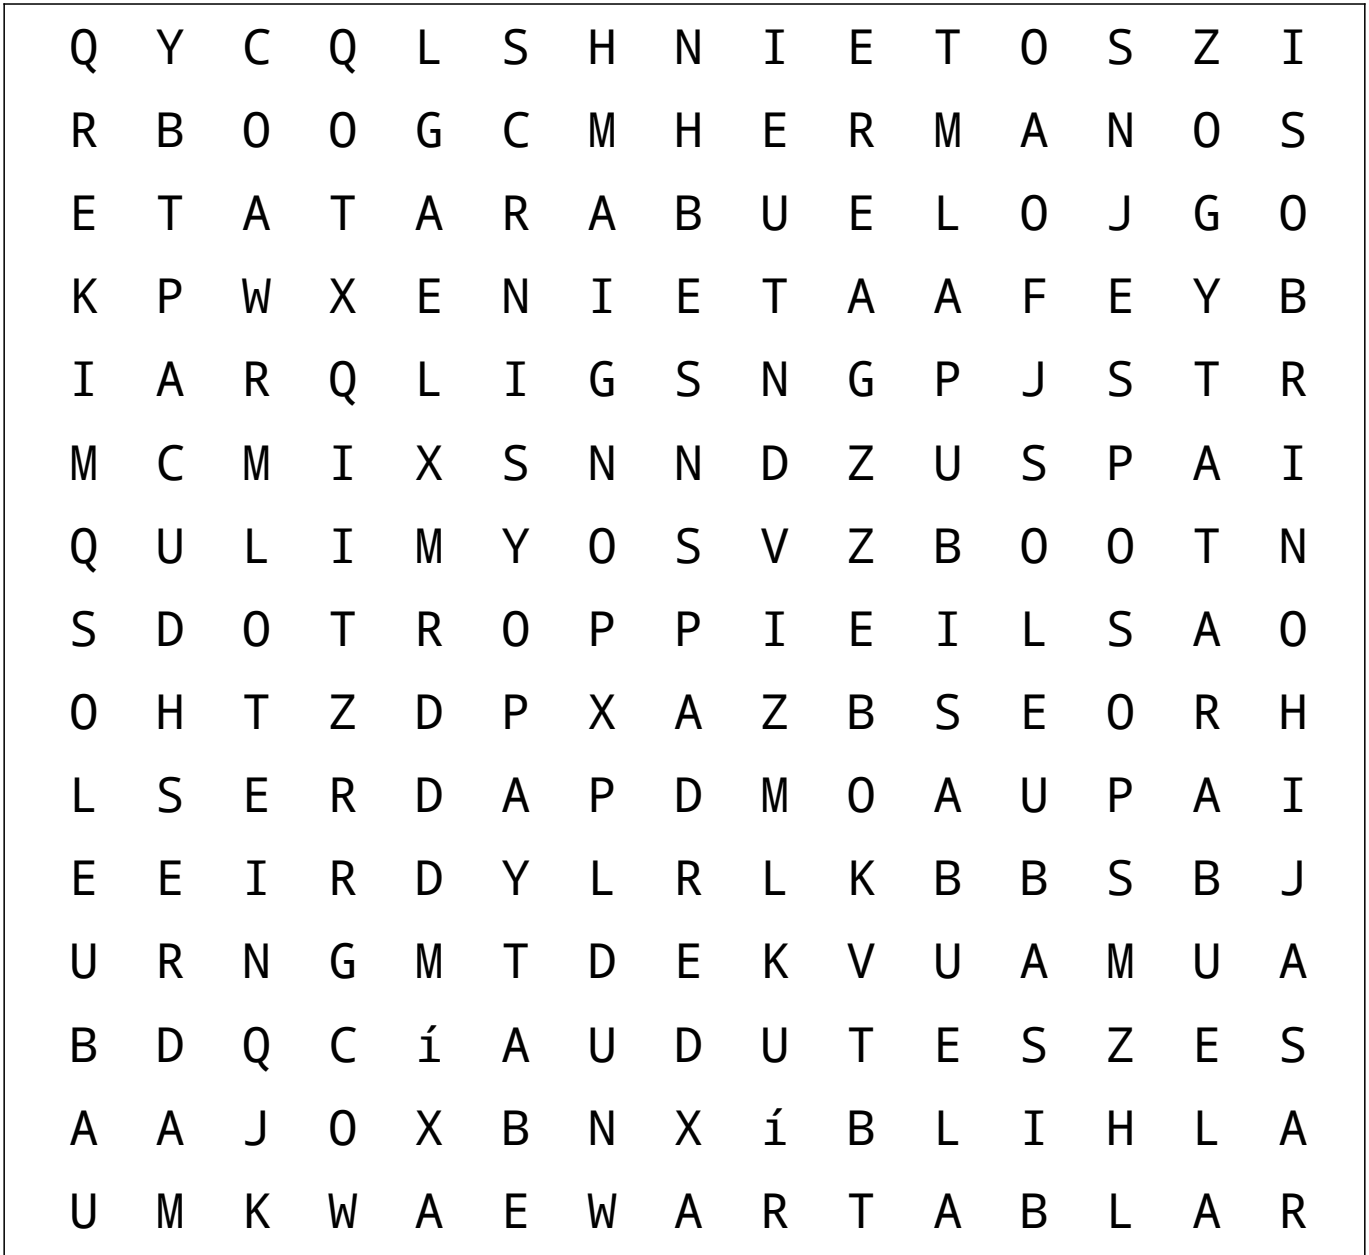 Q Y C Q L S H N I E T O S Z I
R B O O G C M H E R M A N O S
E T A T A R A B U E L O J G O
K P W X E N I E T A A F E Y B
I A R Q L I G S N G P J S T R
M C M I X S N N D Z U S P A I
Q U L I M Y O S V Z B O O T N
S D O T R O P P I E I L S A O
O H T Z D P X A Z B S E O R H
L S E R D A P D M O A U P A I
E E I R D Y L R L K B B S B J
U R N G M T D E K V U A M U A
B D Q C í A U D U T E S Z E S
A A J O X B N X í B L I H L A
U M K W A E W A R T A B L A R